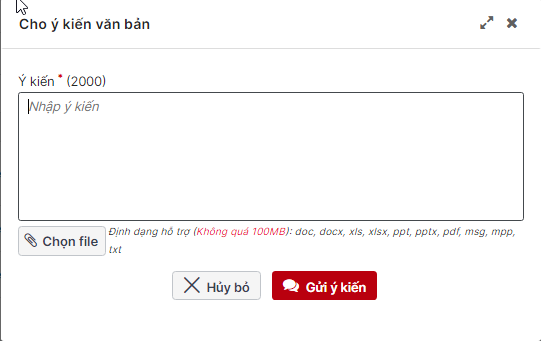 Cho ý kiến văn bản
Ý kiến * (2000)
Nhập ý kiến
Chọn file
Định dạng hỗ trợ (Không quá 100MB): doc, docx, xls, xlsx, ppt, pptx, pdf, msg, mpp,
txt
Hủy bỏ
Gửi ý kiến